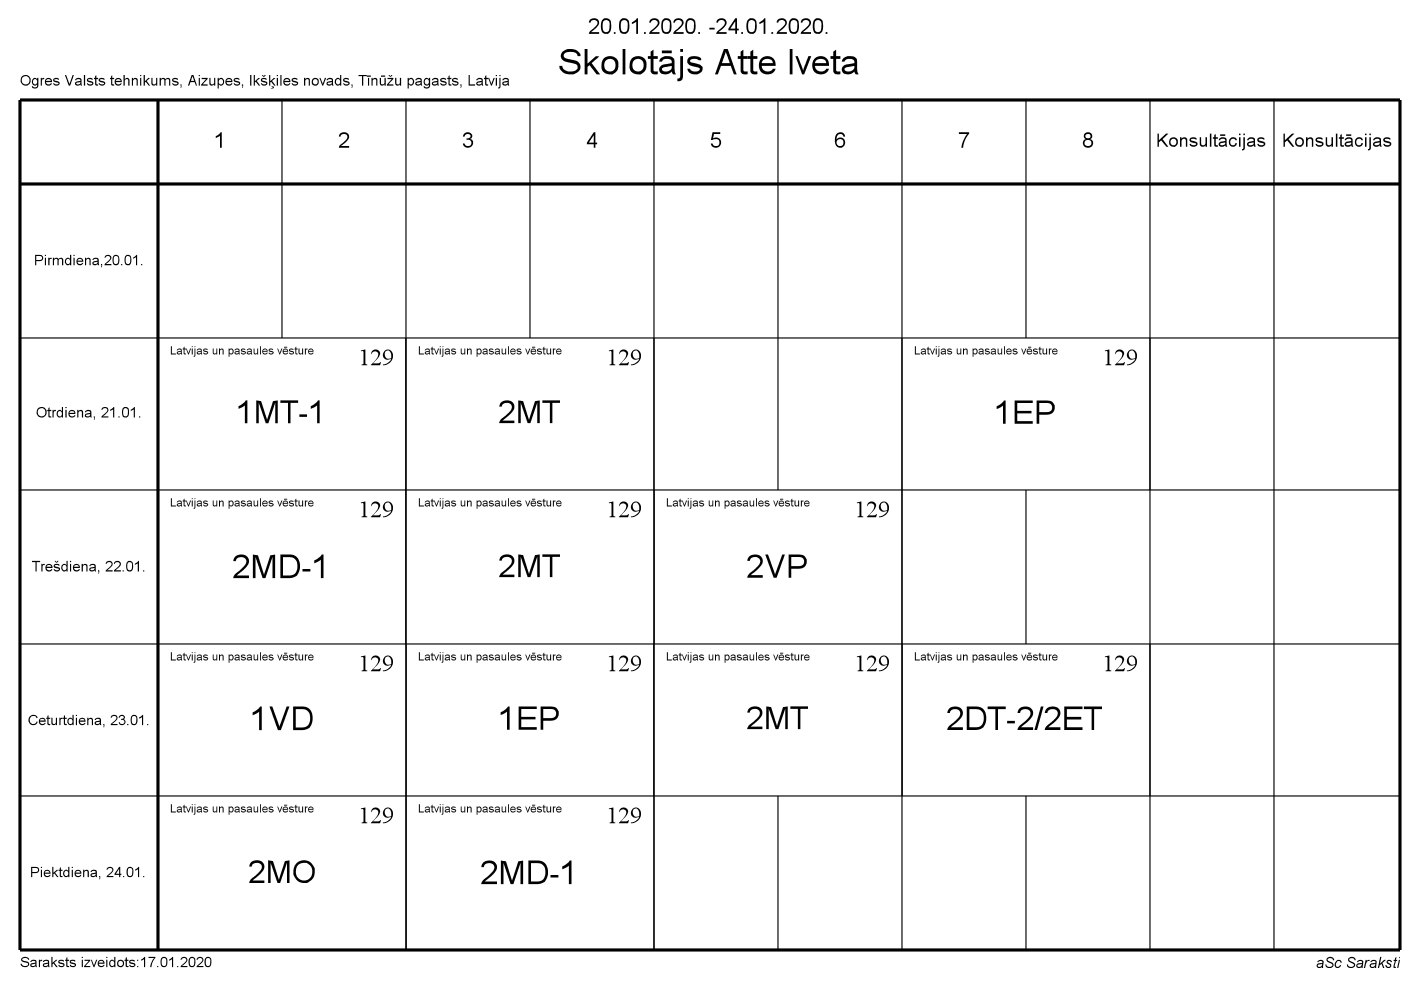 20.01.2020. -24.01.2020.
Skolotājs Atte Iveta
Ogres Valsts tehnikums, Aizupes, Ikšķiles novads, Tīnūžu pagasts, Latvija
1 2 3 4 5 6 7 8 Konsultācijas Konsultācijas
Pirmdiena,20.01.
Latvijas un pasaules vēsture 129 Latvijas un pasaules vēsture 129 Latvijas un pasaules vēsture 129
Otrdiena, 21.01. 1MT-1 2MT 1EP
Latvijas un pasaules vēsture 129 Latvijas un pasaules vēsture 129 Latvijas un pasaules vēsture 129
Trešdiena, 22.01. 2MD-1 2MT 2VP
Latvijas un pasaules vēsture 129 Latvijas un pasaules vēsture 129 Latvijas un pasaules vēsture 129 Latvijas un pasaules vēsture 129
Ceturtdiena, 23.01. 1VD 1EP 2MT 2DT-2/2ET
Latvijas un pasaules vēsture 129 Latvijas un pasaules vēsture 129
Piektdiena, 24.01. 2MO 2MD-1
Saraksts izveidots:17.01.2020 aSc Saraksti